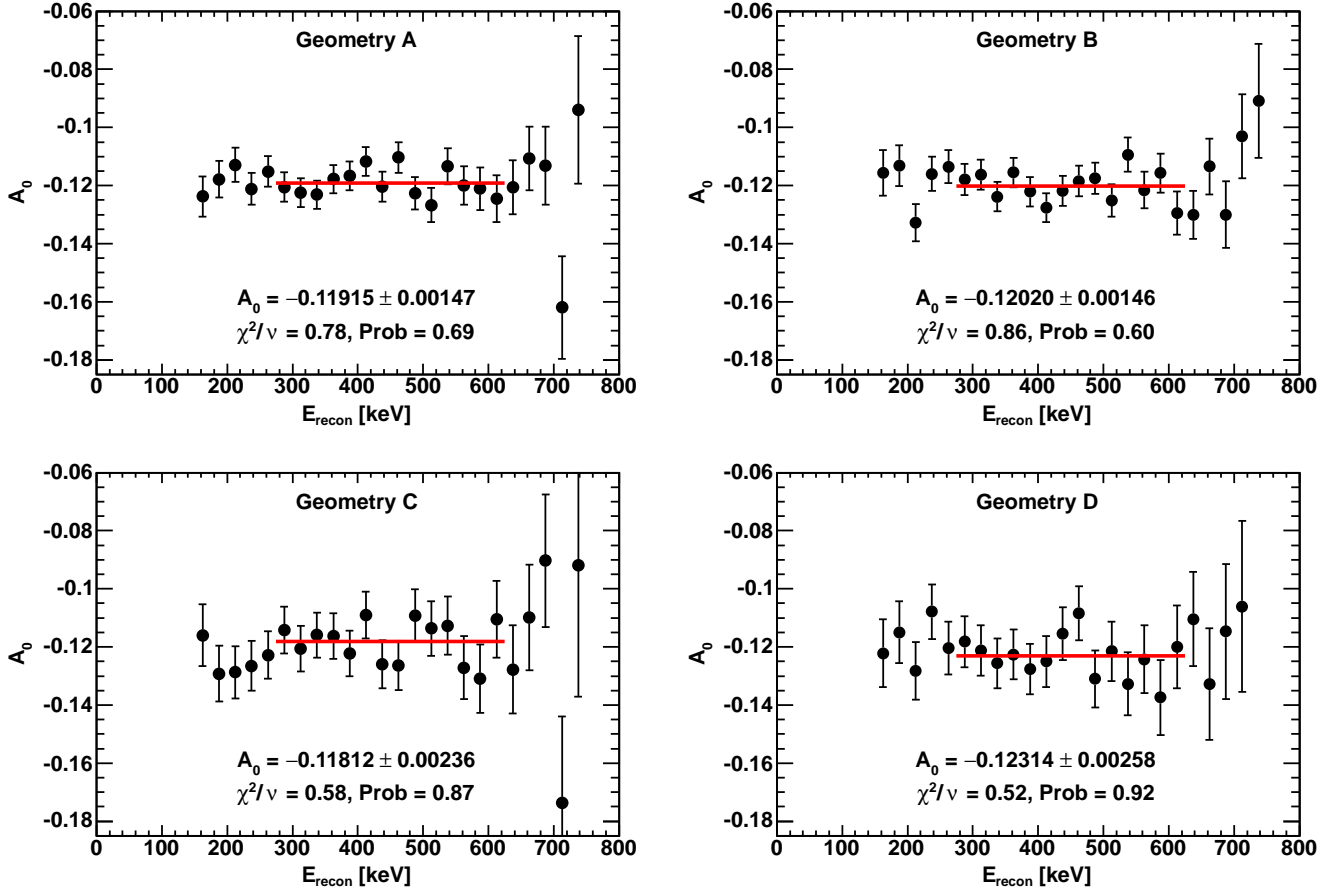 Geometry A
A₀
-0.06
-0.08
-0.1
-0.12
-0.14
-0.16
-0.18
A₀ = −0.11915 ± 0.00147
χ²/ν = 0.78, Prob = 0.69
0 100 200 300 400 500 600 700 800
E_recon [keV]
Geometry B
A₀
-0.06
-0.08
-0.1
-0.12
-0.14
-0.16
-0.18
A₀ = −0.12020 ± 0.00146
χ²/ν = 0.86, Prob = 0.60
0 100 200 300 400 500 600 700 800
E_recon [keV]
Geometry C
A₀
-0.06
-0.08
-0.1
-0.12
-0.14
-0.16
-0.18
A₀ = −0.11812 ± 0.00236
χ²/ν = 0.58, Prob = 0.87
0 100 200 300 400 500 600 700 800
E_recon [keV]
Geometry D
A₀
-0.06
-0.08
-0.1
-0.12
-0.14
-0.16
-0.18
A₀ = −0.12314 ± 0.00258
χ²/ν = 0.52, Prob = 0.92
0 100 200 300 400 500 600 700 800
E_recon [keV]